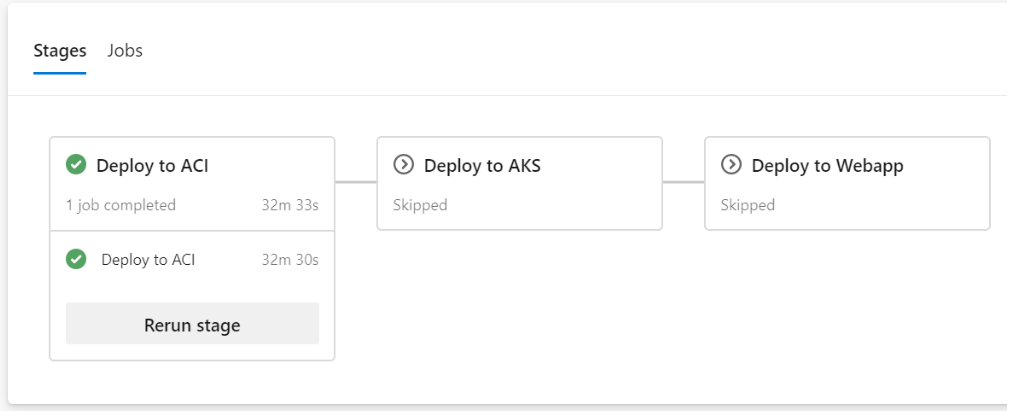 Stages Jobs
Deploy to ACI
1 job completed 32m 33s
Deploy to ACI 32m 30s
Rerun stage
Deploy to AKS
Skipped
Deploy to Webapp
Skipped